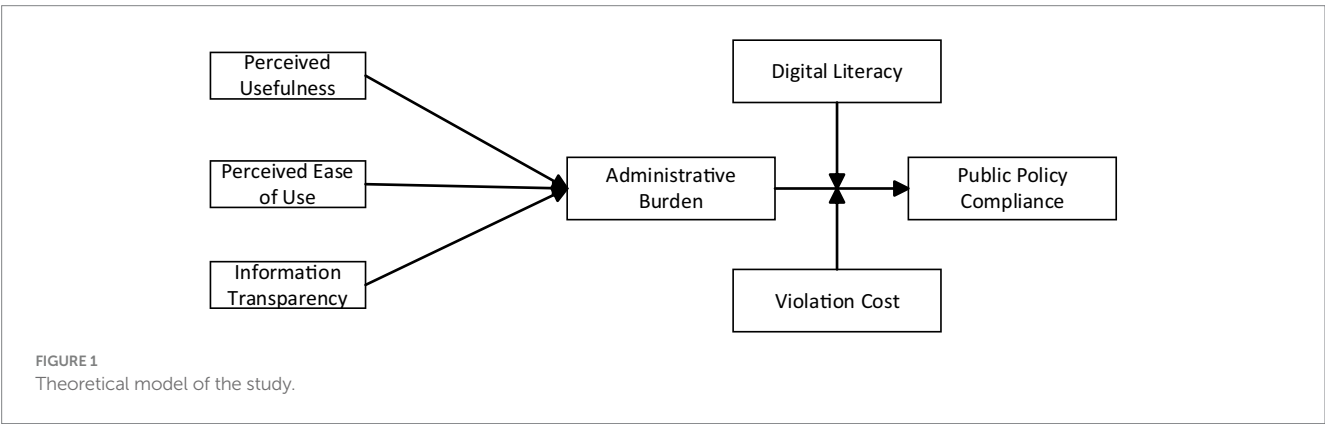 Perceived
Usefulness
Perceived Ease
of Use
Information
Transparency
Administrative
Burden
Digital Literacy
Violation Cost
Public Policy
Compliance
FIGURE 1
Theoretical model of the study.